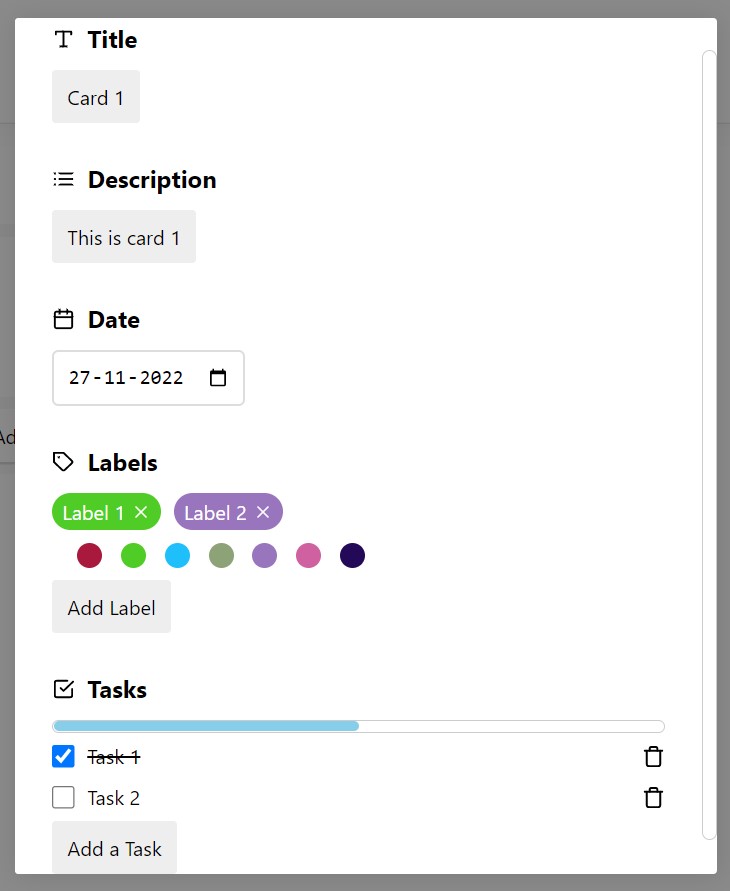 Title
Card 1
Description
This is card 1
Date
27-11-2022
Labels
Label 1 Label 2
Add Label
Tasks
Task 1
Task 2
Add a Task
Ad